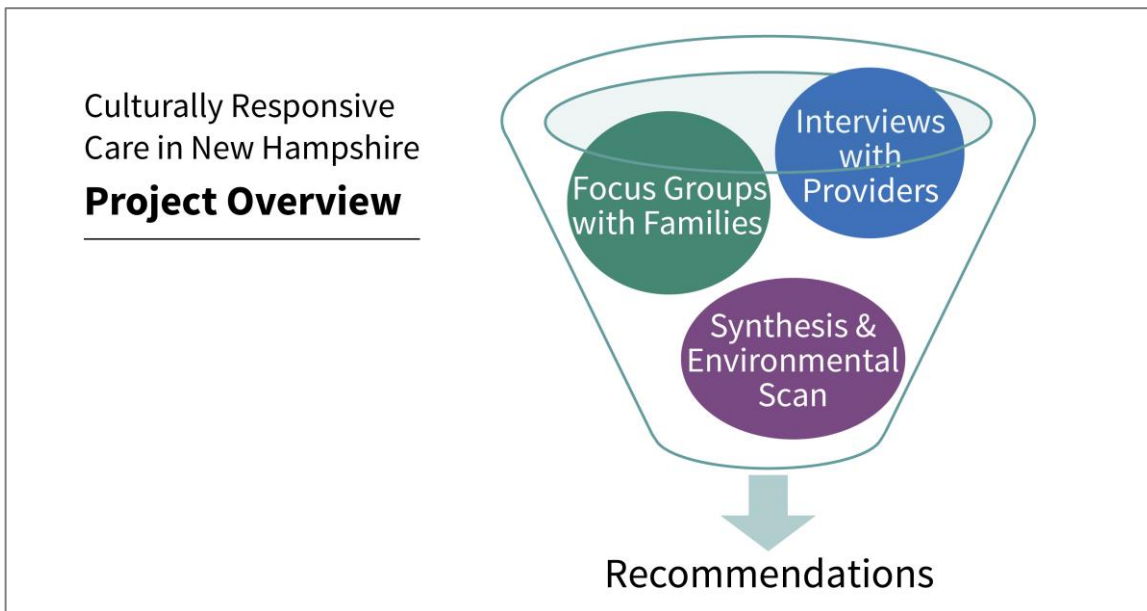 Culturally Responsive
Care in New Hampshire
Project Overview
Interviews
with
Providers
Focus Groups
with Families
Synthesis &
Environmental
Scan
Recommendations